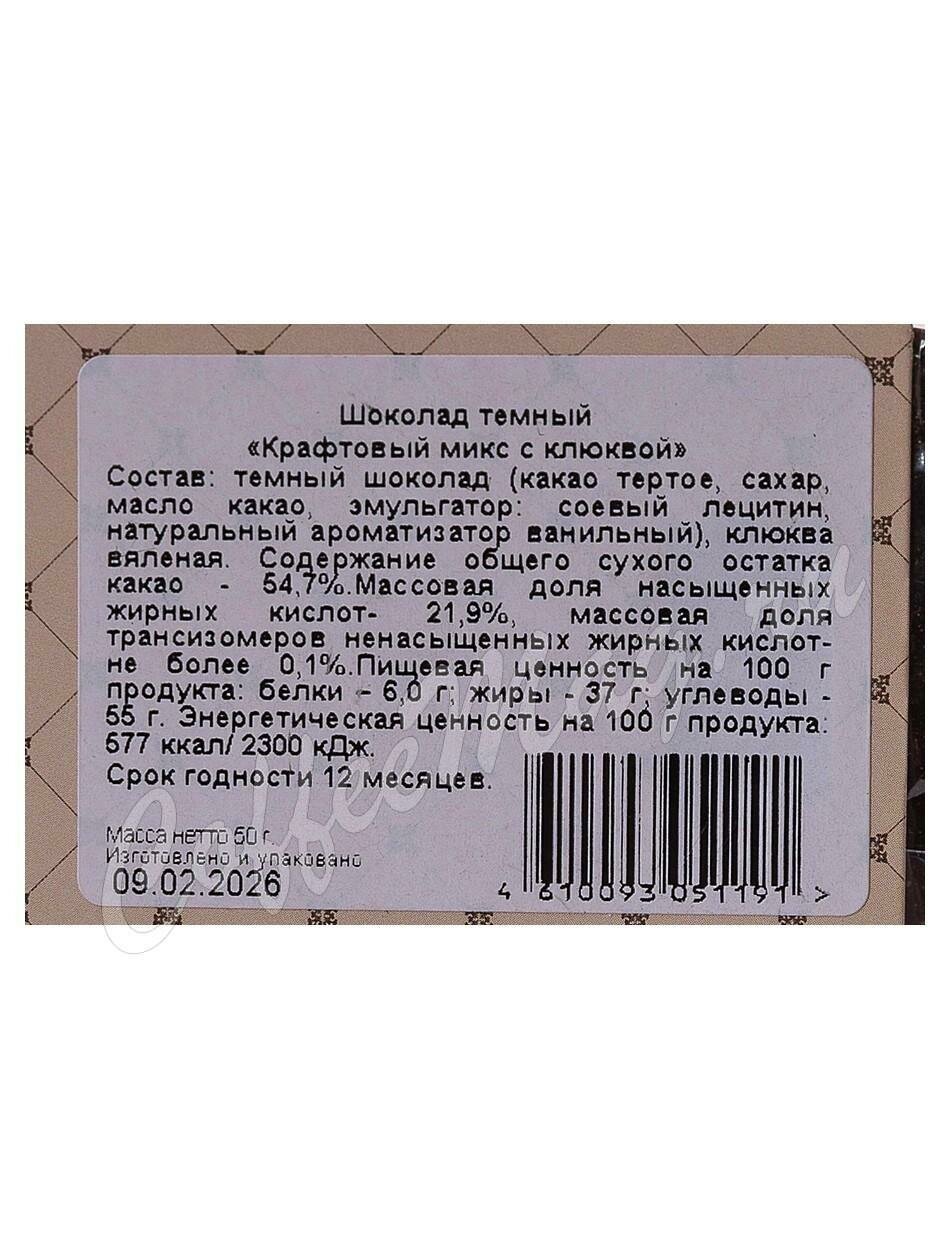 Шоколад темный
«Крафтовый микс с клюквой»
Состав: темный шоколад (какао тертое, сахар,
масло какао, эмульгатор: соевый лецитин,
натуральный ароматизатор ванильный), клюква
вяленая. Содержание общего сухого остатка
какао - 54,7%.Массовая доля насыщенных
жирных кислот- 21,9%, массовая доля
трансизомеров ненасыщенных жирных кислот-
не более 0,1%.Пищевая ценность на 100 г
продукта: белки - 6,0 г; жиры - 37 г; углеводы -
55 г. Энергетическая ценность на 100 г продукта:
577 ккал/ 2300 кДж.
Срок годности 12 месяцев.
Масса нетто 50 г.
Изготовлено и упаковано
09.02.2026
4 610093 051191 >
CoffeeMag.ru